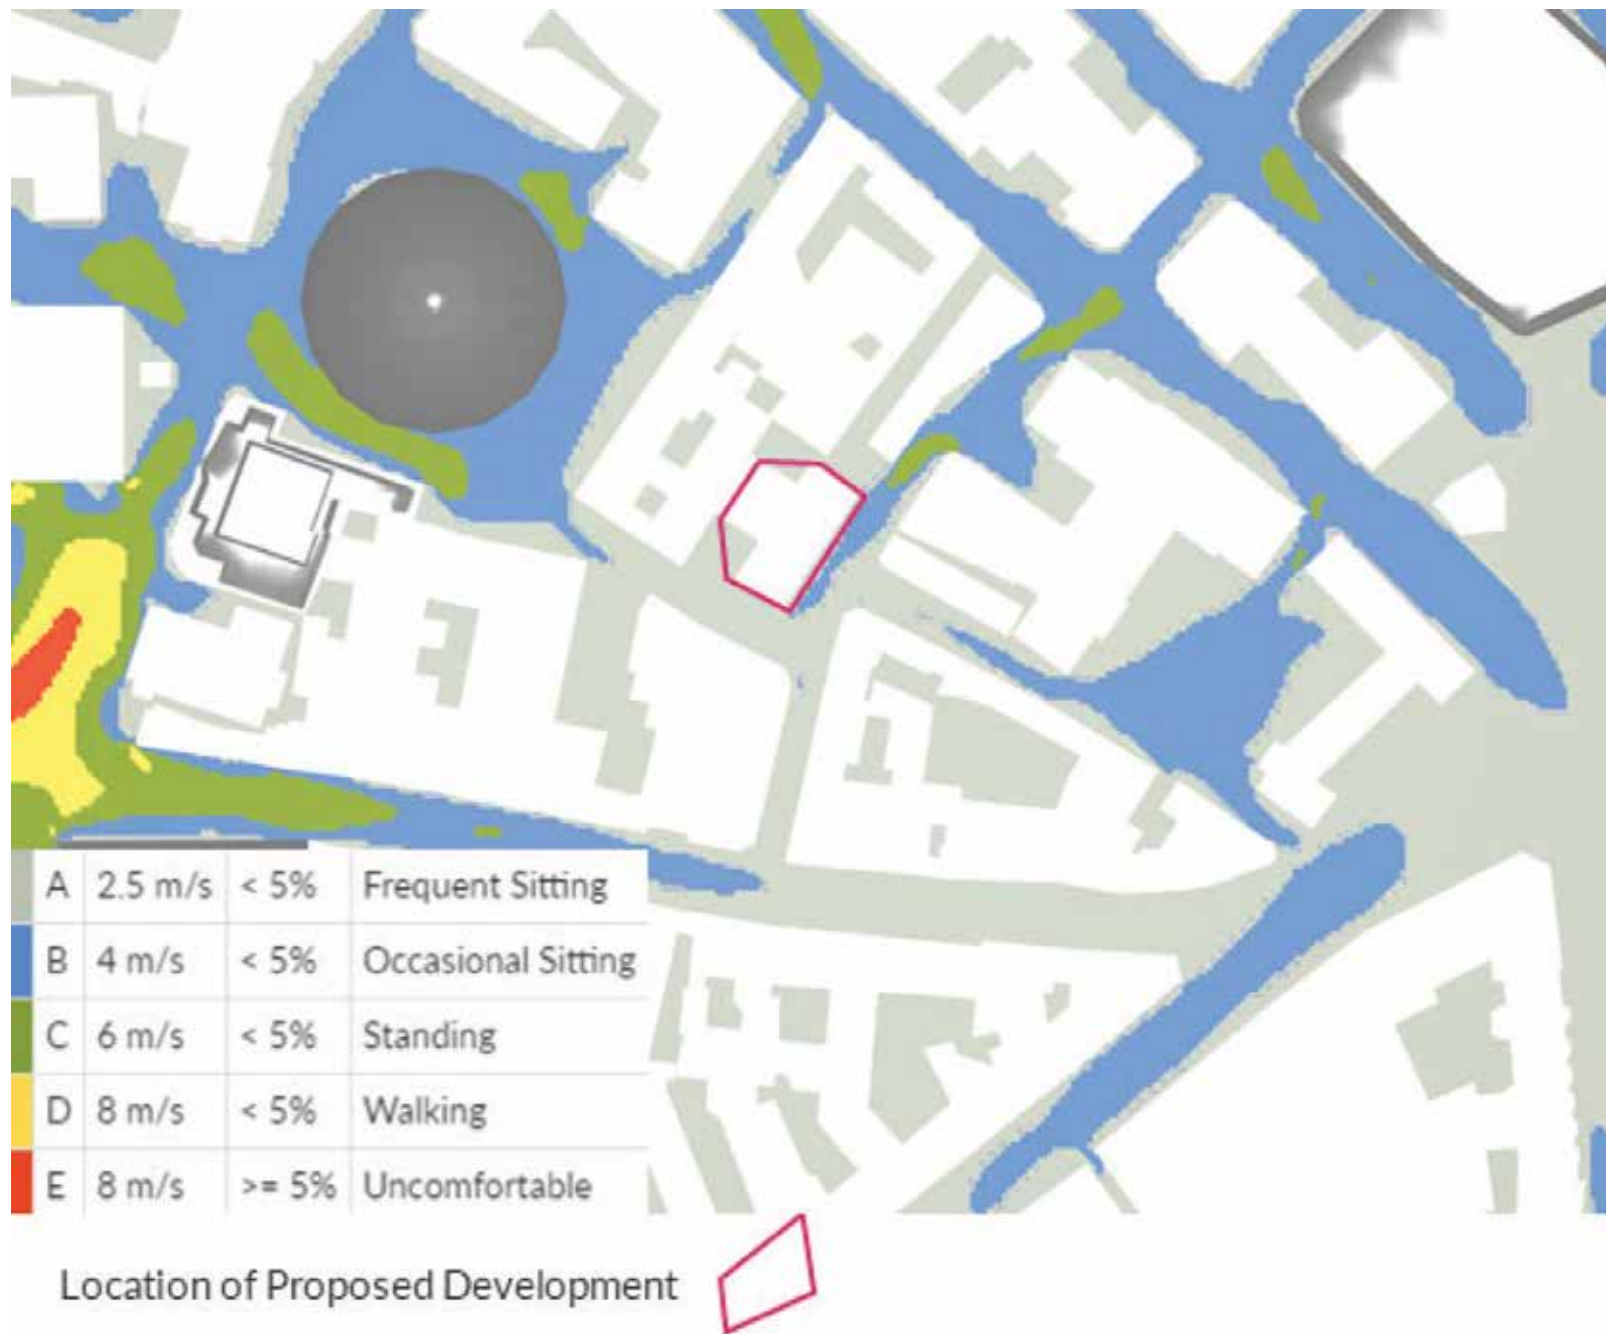 A 2.5 m/s < 5% Frequent Sitting
B 4 m/s < 5% Occasional Sitting
C 6 m/s < 5% Standing
D 8 m/s < 5% Walking
E 8 m/s >= 5% Uncomfortable
Location of Proposed Development